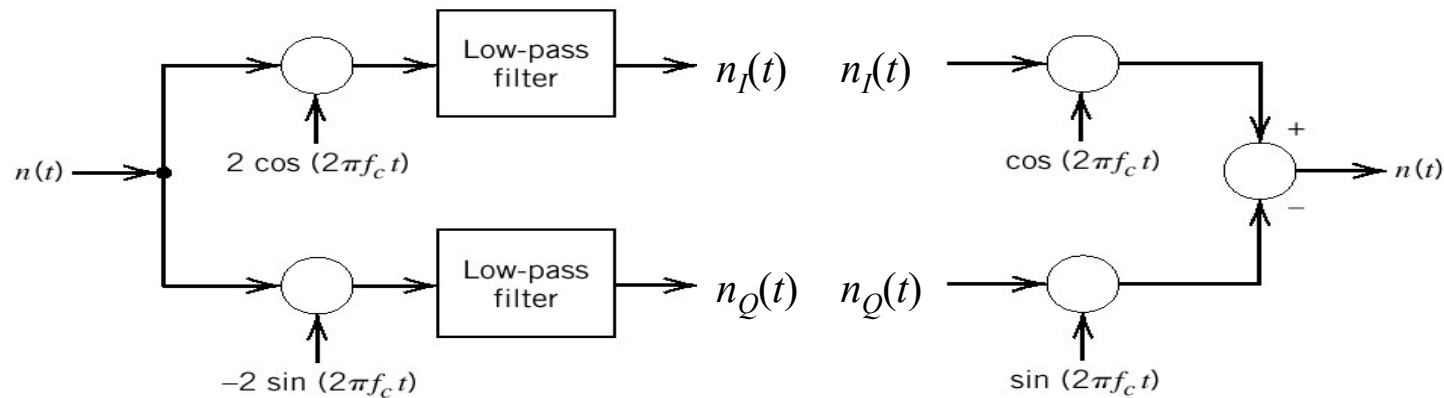 Low-pass
filter
n_I(t)
n_I(t)
2 cos (2πf_c t)
cos (2πf_c t)
+
n(t)
n(t)
−
Low-pass
filter
n_Q(t)
n_Q(t)
−2 sin (2πf_c t)
sin (2πf_c t)